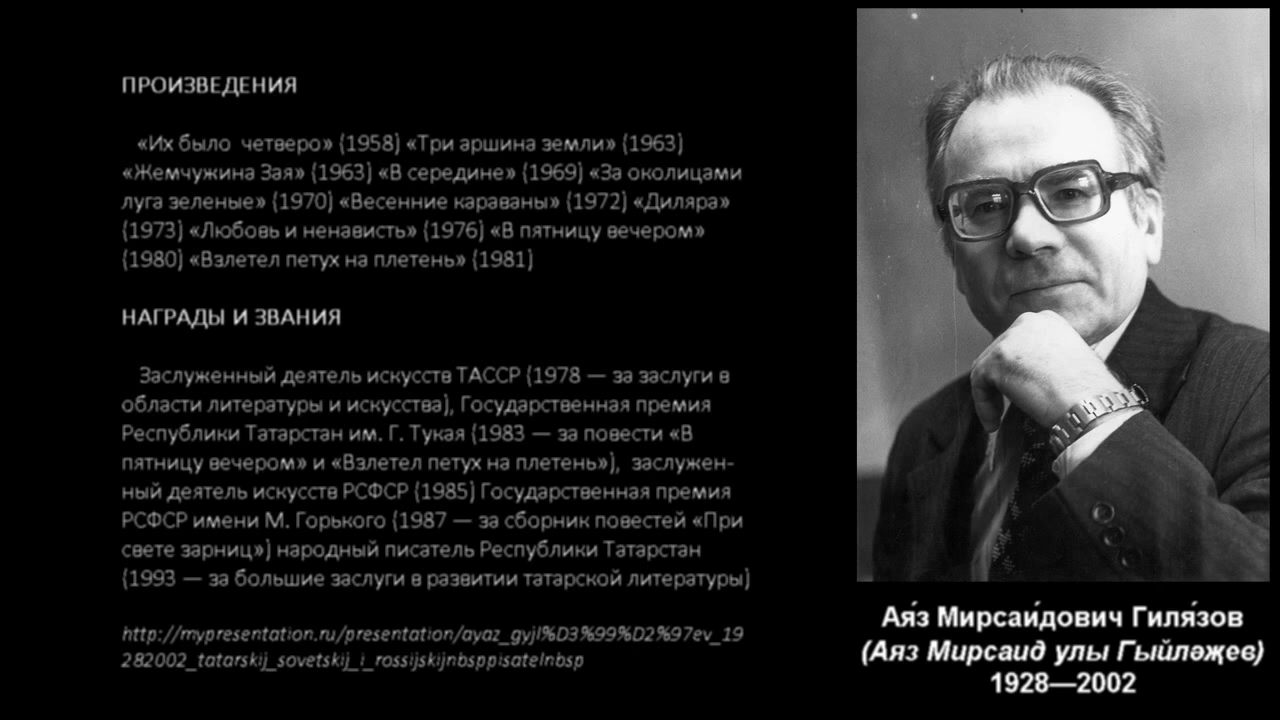 ПРОИЗВЕДЕНИЯ
«Их было четверо» (1958) «Три аршина земли» (1963)
«Жемчужина Зая» (1963) «В середине» (1969) «За околицами
луга зеленые» (1970) «Весенние караваны» (1972) «Диляра»
(1973) «Любовь и ненависть» (1976) «В пятницу вечером»
(1980) «Взлетел петух на плетень» (1981)
НАГРАДЫ И ЗВАНИЯ
Заслуженный деятель искусств ТАССР (1978 — за заслуги в
области литературы и искусства), Государственная премия
Республики Татарстан им. Г. Тукая (1983 — за повести «В
пятницу вечером» и «Взлетел петух на плетень»), заслужен-
ный деятель искусств РСФСР (1985) Государственная премия
РСФСР имени М. Горького (1987 — за сборник повестей «При
свете зарниц») народный писатель Республики Татарстан
(1993 — за большие заслуги в развитии татарской литературы)
http://mypresentation.ru/presentation/ayaz_gyjl%D3%99%D2%97ev_19
282002_tatarskij_sovetskij_i_rossijskijnbsppisatelnbsp
Ая́з Мирсаи́дович Гиля́зов
(Аяз Мирсаид улы Гыйләҗев)
1928—2002